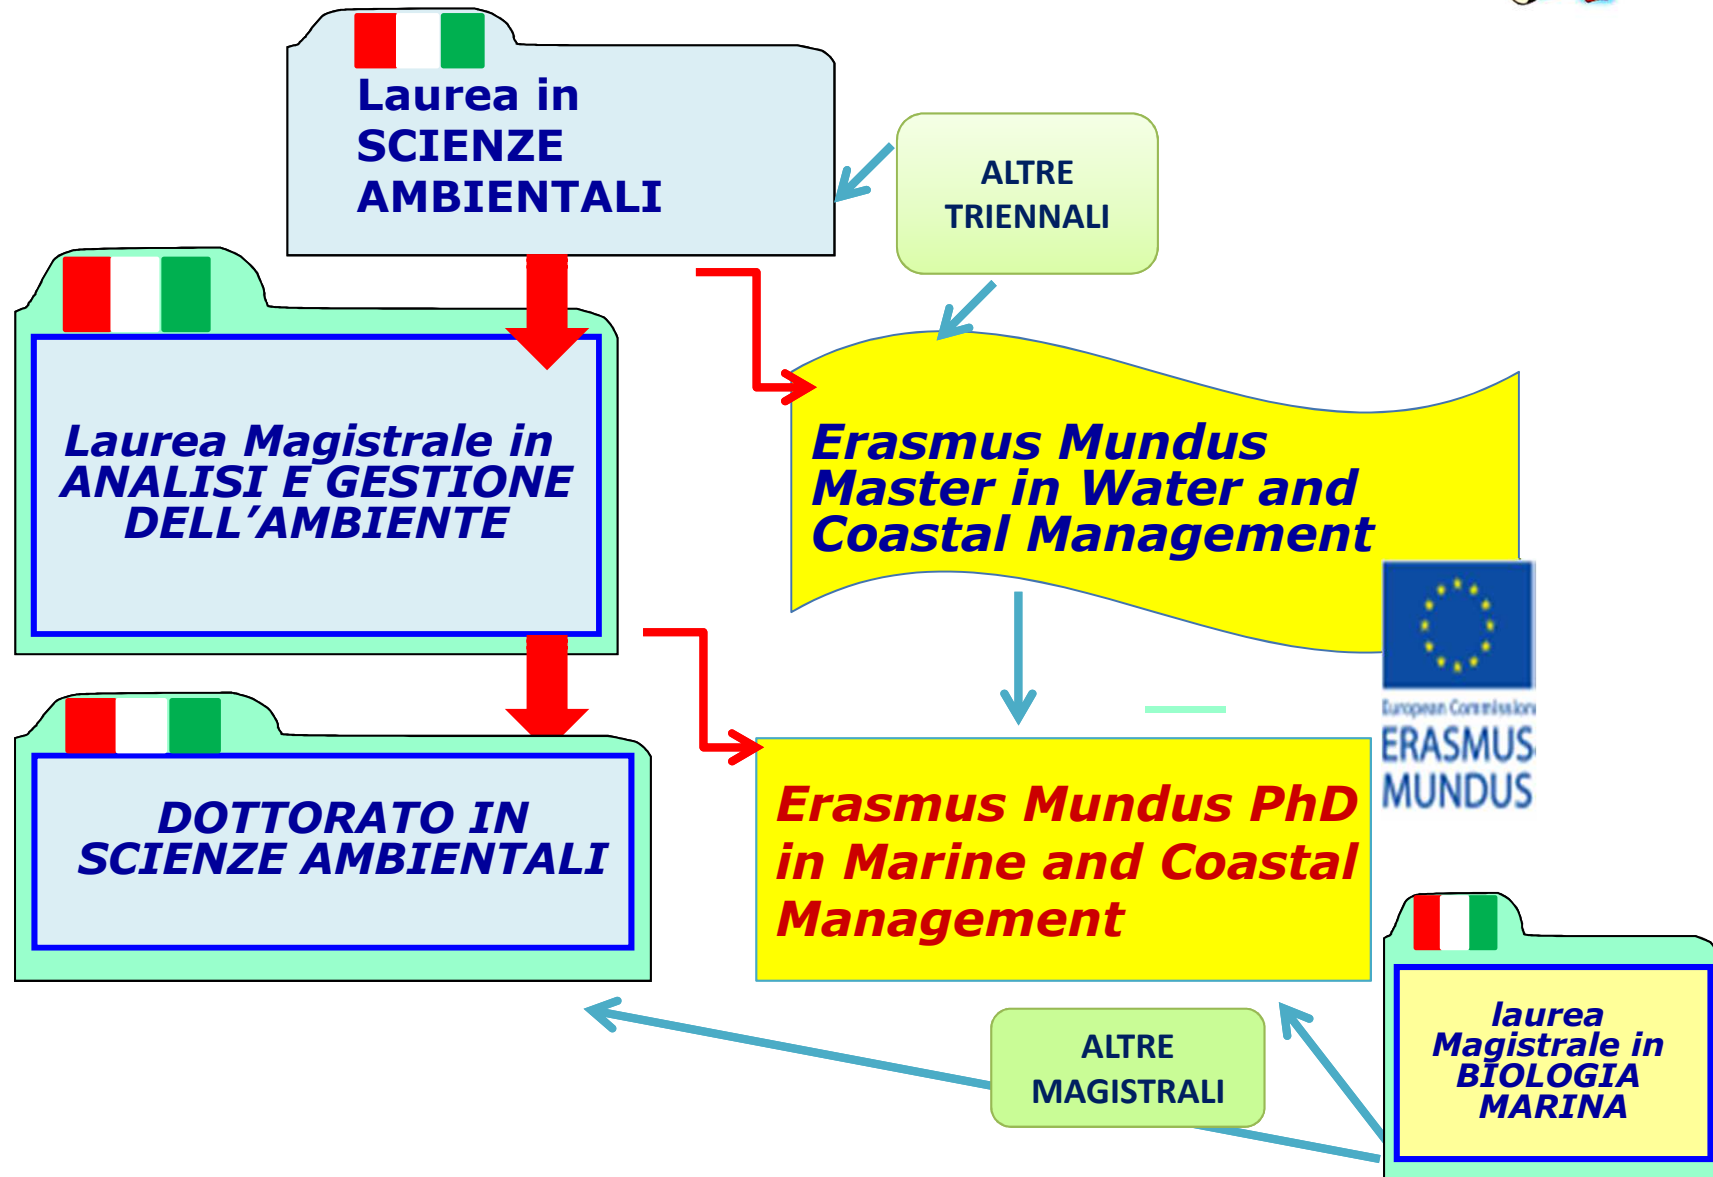 Laurea in
SCIENZE
AMBIENTALI
ALTRE
TRIENNALI
Laurea Magistrale in
ANALISI E GESTIONE
DELL’AMBIENTE
Erasmus Mundus
Master in Water and
Coastal Management
European Commission
ERASMUS
MUNDUS
DOTTORATO IN
SCIENZE AMBIENTALI
Erasmus Mundus PhD
in Marine and Coastal
Management
ALTRE
MAGISTRALI
laurea
Magistrale in
BIOLOGIA
MARINA